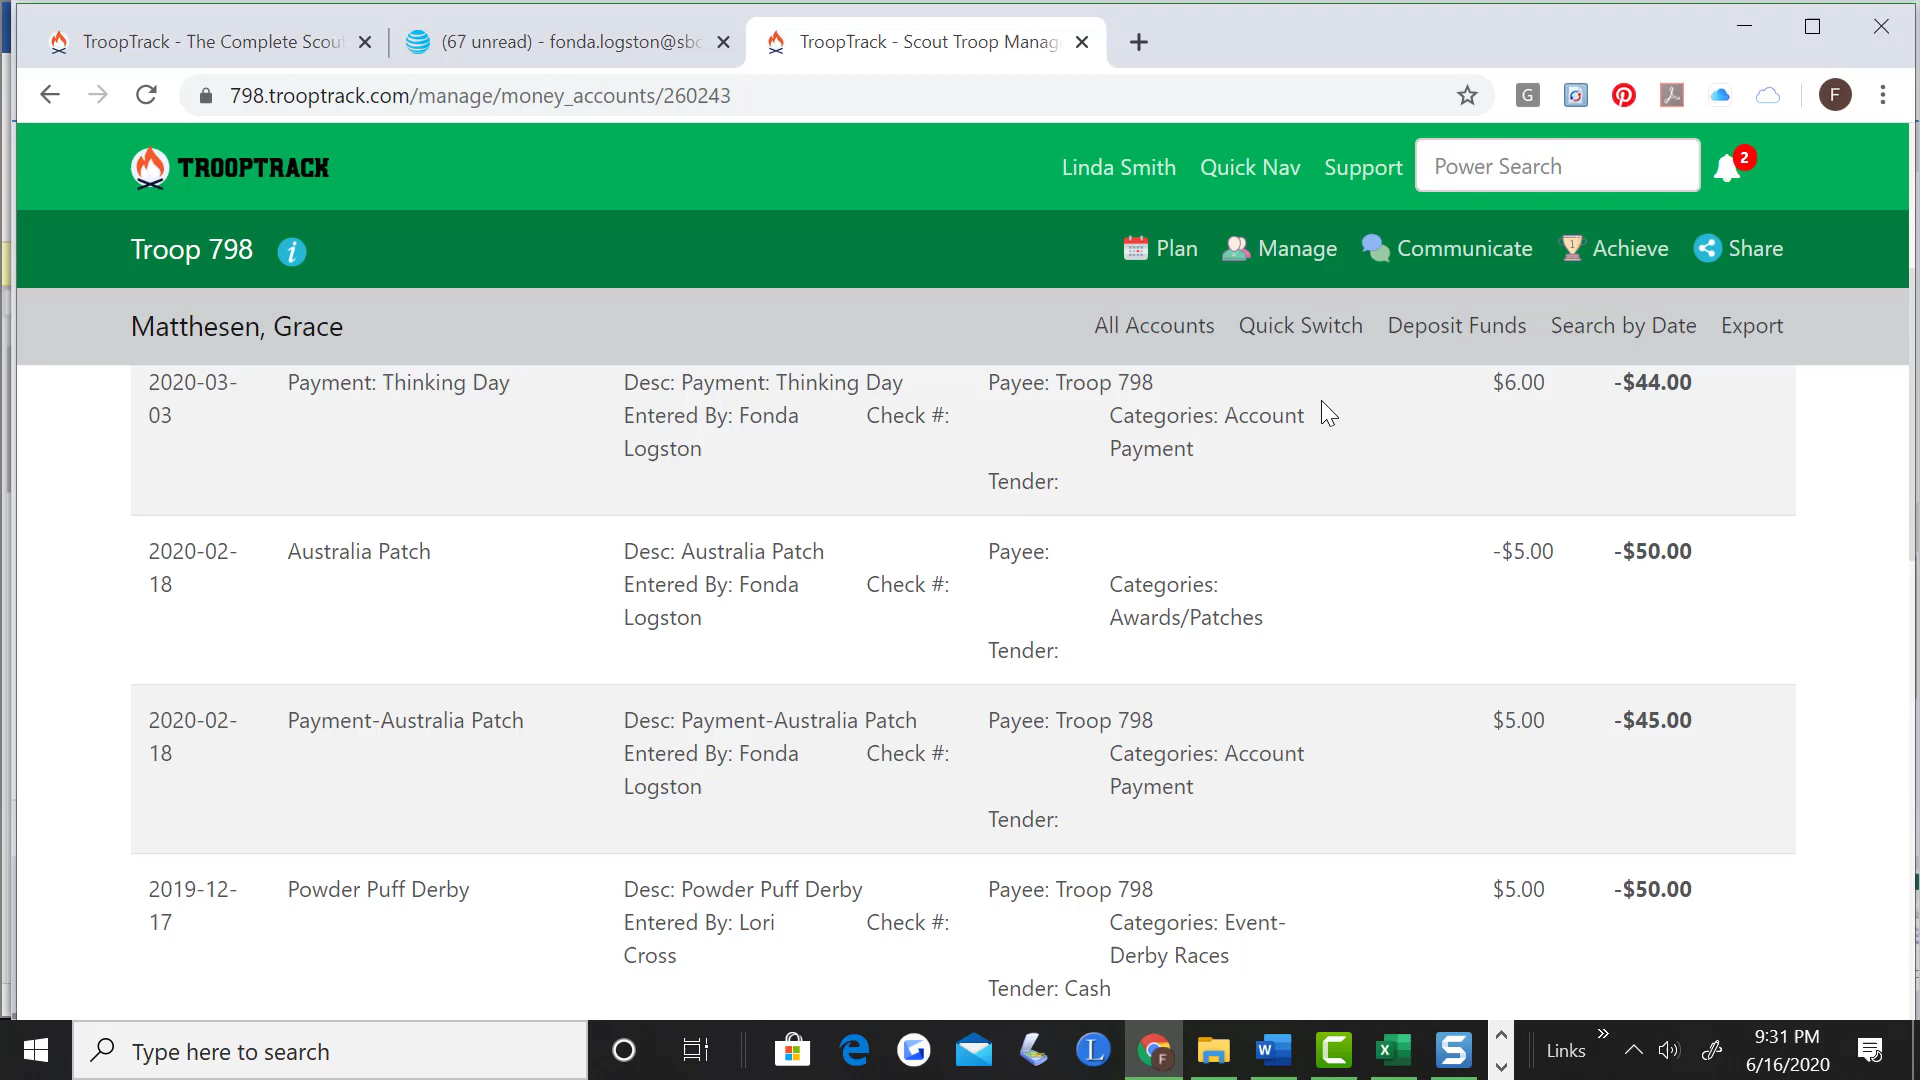 TroopTrack - The Complete Scou
(67 unread) - fonda.logston@sbc
TroopTrack - Scout Troop Manag
798.trooptrack.com/manage/money_accounts/260243
G
F
TROOPTRACK
Linda Smith Quick Nav Support Power Search 2
Troop 798 i
Plan Manage Communicate 1 Achieve Share
Matthesen, Grace
All Accounts Quick Switch Deposit Funds Search by Date Export
2020-03- Payment: Thinking Day Desc: Payment: Thinking Day Payee: Troop 798 $6.00 -$44.00
03 Entered By: Fonda Check #: Categories: Account
Logston Payment
Tender:
2020-02- Australia Patch Desc: Australia Patch Payee: -$5.00 -$50.00
18 Entered By: Fonda Check #: Categories:
Logston Awards/Patches
Tender:
2020-02- Payment-Australia Patch Desc: Payment-Australia Patch Payee: Troop 798 $5.00 -$45.00
18 Entered By: Fonda Check #: Categories: Account
Logston Payment
Tender:
2019-12- Powder Puff Derby Desc: Powder Puff Derby Payee: Troop 798 $5.00 -$50.00
17 Entered By: Lori Check #: Categories: Event-
Cross Derby Races
Tender: Cash
Type here to search
L
F
W
C
X
S
Links
9:31 PM
6/16/2020